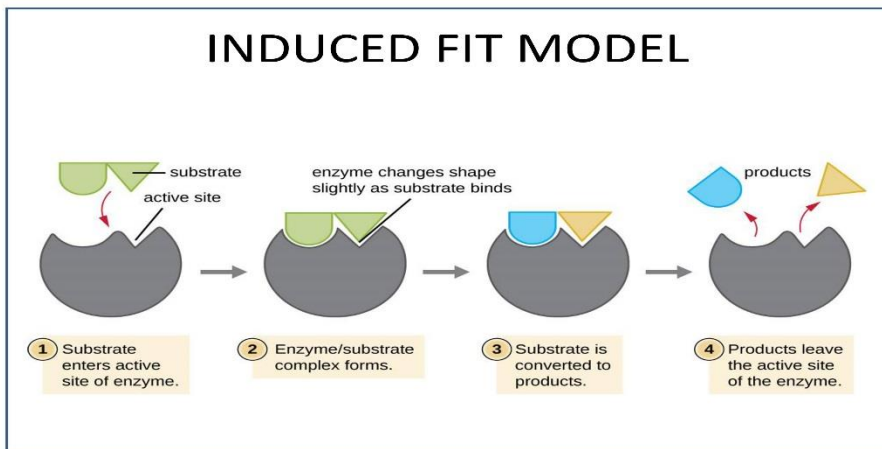 INDUCED FIT MODEL
substrate
active site
enzyme changes shape
slightly as substrate binds
products
1 Substrate
enters active
site of enzyme.
2 Enzyme/substrate
complex forms.
3 Substrate is
converted to
products.
4 Products leave
the active site
of the enzyme.